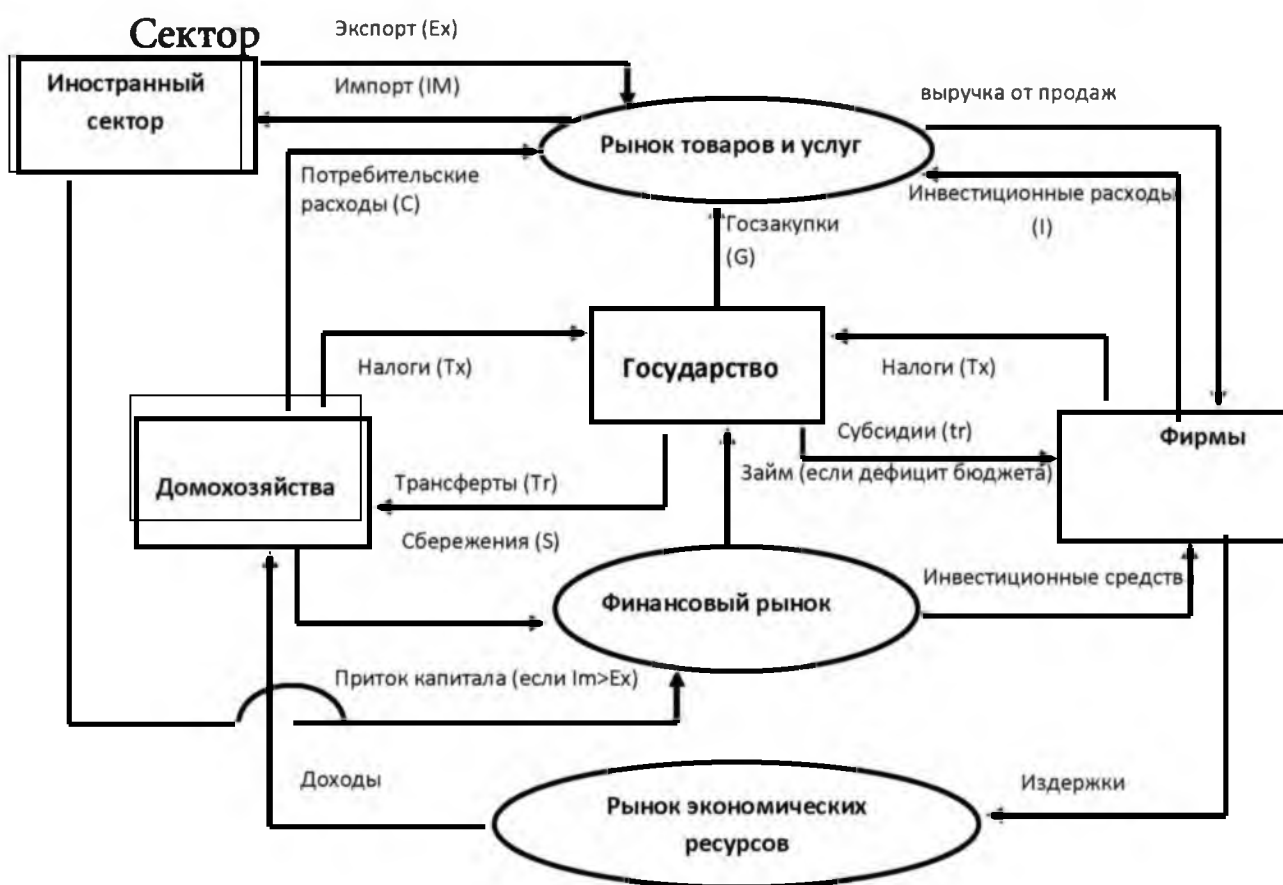 Сектор
Экспорт (Ex)
Иностранный
сектор
Импорт (IM)
выручка от продаж
Рынок товаров и услуг
Потребительские
расходы (С)
Инвестиционные расходы
(I)
Госзакупки
(G)
Налоги (Tx)
Государство
Налоги (Tx)
Субсидии (tr)
Фирмы
Займ (если дефицит бюджета)
Домохозяйства
Трансферты (Tr)
Сбережения (S)
Инвестиционные средств
Финансовый рынок
Приток капитала (если Im>Ex)
Доходы
Издержки
Рынок экономических
ресурсов